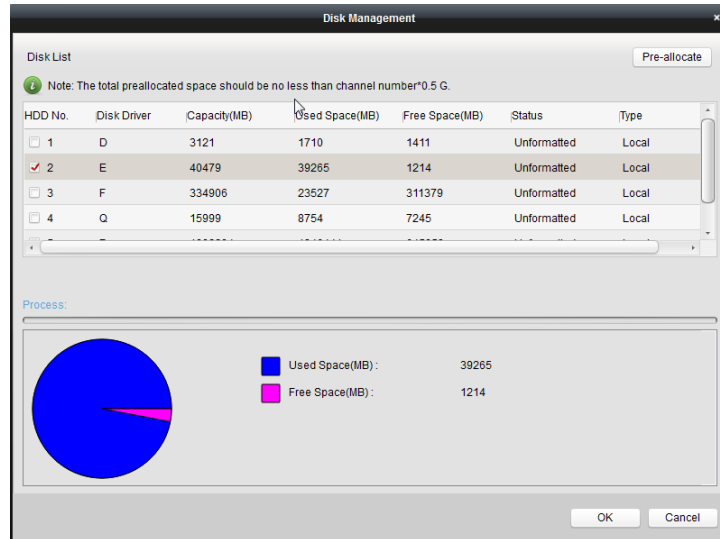 Disk Management
Disk List
Pre-allocate
Note: The total preallocated space should be no less than channel number*0.5 G.
HDD No. Disk Driver Capacity(MB) Used Space(MB) Free Space(MB) Status Type
1 D 3121 1710 1411 Unformatted Local
2 E 40479 39265 1214 Unformatted Local
3 F 334906 23527 311379 Unformatted Local
4 Q 15999 8754 7245 Unformatted Local
Process:
Used Space(MB) : 39265
Free Space(MB) : 1214
OK Cancel